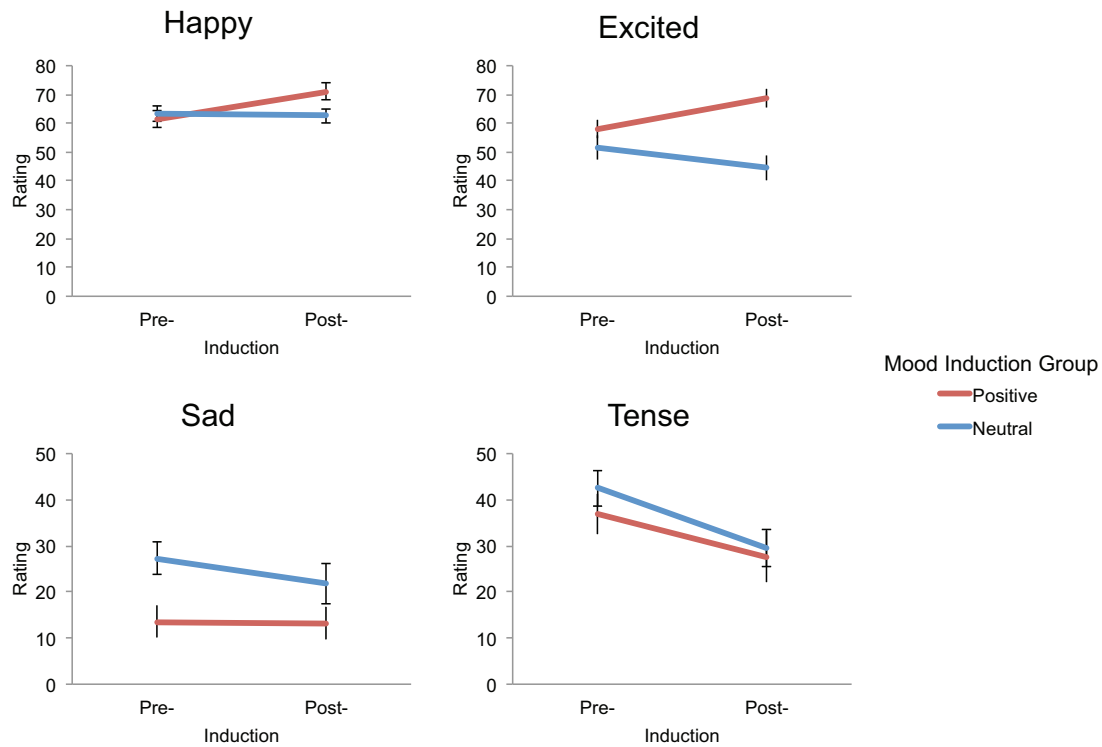 Happy
80
70
60
50
40
30
20
10
0
Rating
Pre-
Post-
Induction
Excited
80
70
60
50
40
30
20
10
0
Rating
Pre-
Post-
Induction
Mood Induction Group
Positive
Neutral
Sad
50
40
30
20
10
0
Rating
Pre-
Post-
Induction
Tense
50
40
30
20
10
0
Rating
Pre-
Post-
Induction